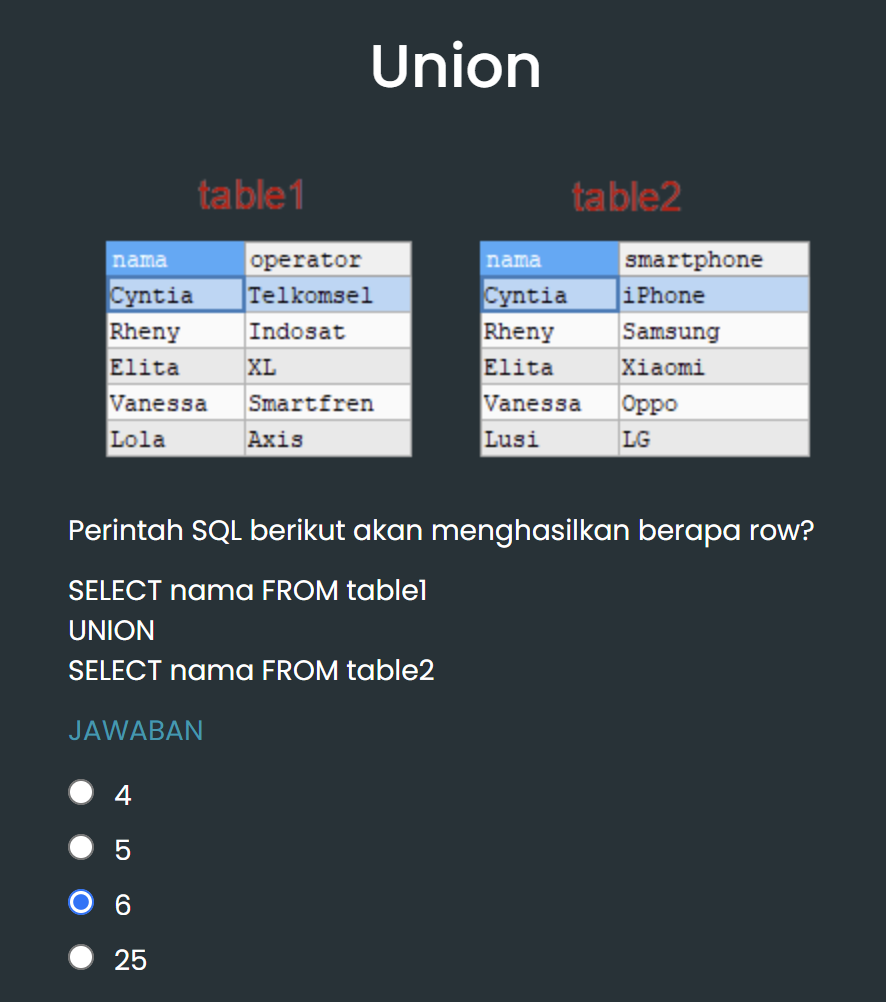 Union
table1
table2
nama operator
Cyntia Telkomsel
Rheny Indosat
Elita XL
Vanessa Smartfren
Lola Axis
nama smartphone
Cyntia iPhone
Rheny Samsung
Elita Xiaomi
Vanessa Oppo
Lusi LG
Perintah SQL berikut akan menghasilkan berapa row?
SELECT nama FROM table1
UNION
SELECT nama FROM table2
JAWABAN
4
5
6
25